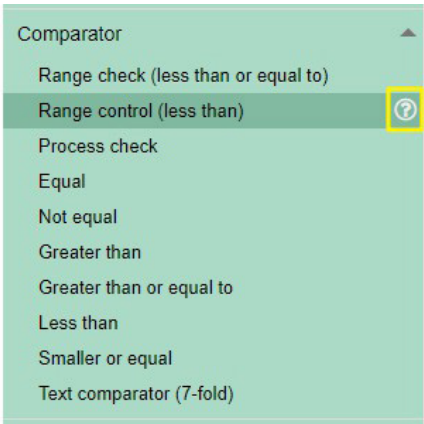 Comparator
Range check (less than or equal to)
Range control (less than)
Process check
Equal
Not equal
Greater than
Greater than or equal to
Less than
Smaller or equal
Text comparator (7-fold)